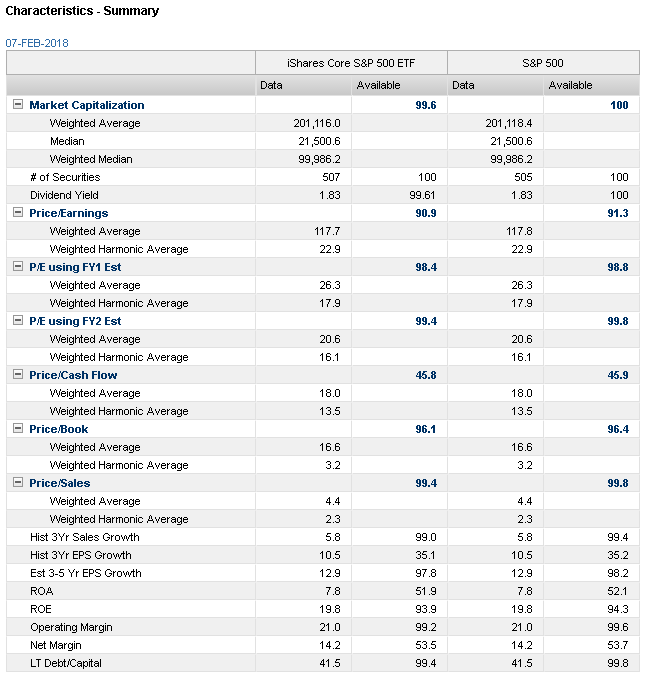 Characteristics - Summary
07-FEB-2018
iShares Core S&P 500 ETF S&P 500
Data Available Data Available
Market Capitalization 99.6 100
Weighted Average 201,116.0 201,118.4
Median 21,500.6 21,500.6
Weighted Median 99,986.2 99,986.2
# of Securities 507 100 505 100
Dividend Yield 1.83 99.61 1.83 100
Price/Earnings 90.9 91.3
Weighted Average 117.7 117.8
Weighted Harmonic Average 22.9 22.9
P/E using FY1 Est 98.4 98.8
Weighted Average 26.3 26.3
Weighted Harmonic Average 17.9 17.9
P/E using FY2 Est 99.4 99.8
Weighted Average 20.6 20.6
Weighted Harmonic Average 16.1 16.1
Price/Cash Flow 45.8 45.9
Weighted Average 18.0 18.0
Weighted Harmonic Average 13.5 13.5
Price/Book 96.1 96.4
Weighted Average 16.6 16.6
Weighted Harmonic Average 3.2 3.2
Price/Sales 99.4 99.8
Weighted Average 4.4 4.4
Weighted Harmonic Average 2.3 2.3
Hist 3Yr Sales Growth 5.8 99.0 5.8 99.4
Hist 3Yr EPS Growth 10.5 35.1 10.5 35.2
Est 3-5 Yr EPS Growth 12.9 97.8 12.9 98.2
ROA 7.8 51.9 7.8 52.1
ROE 19.8 93.9 19.8 94.3
Operating Margin 21.0 99.2 21.0 99.6
Net Margin 14.2 53.5 14.2 53.7
LT Debt/Capital 41.5 99.4 41.5 99.8